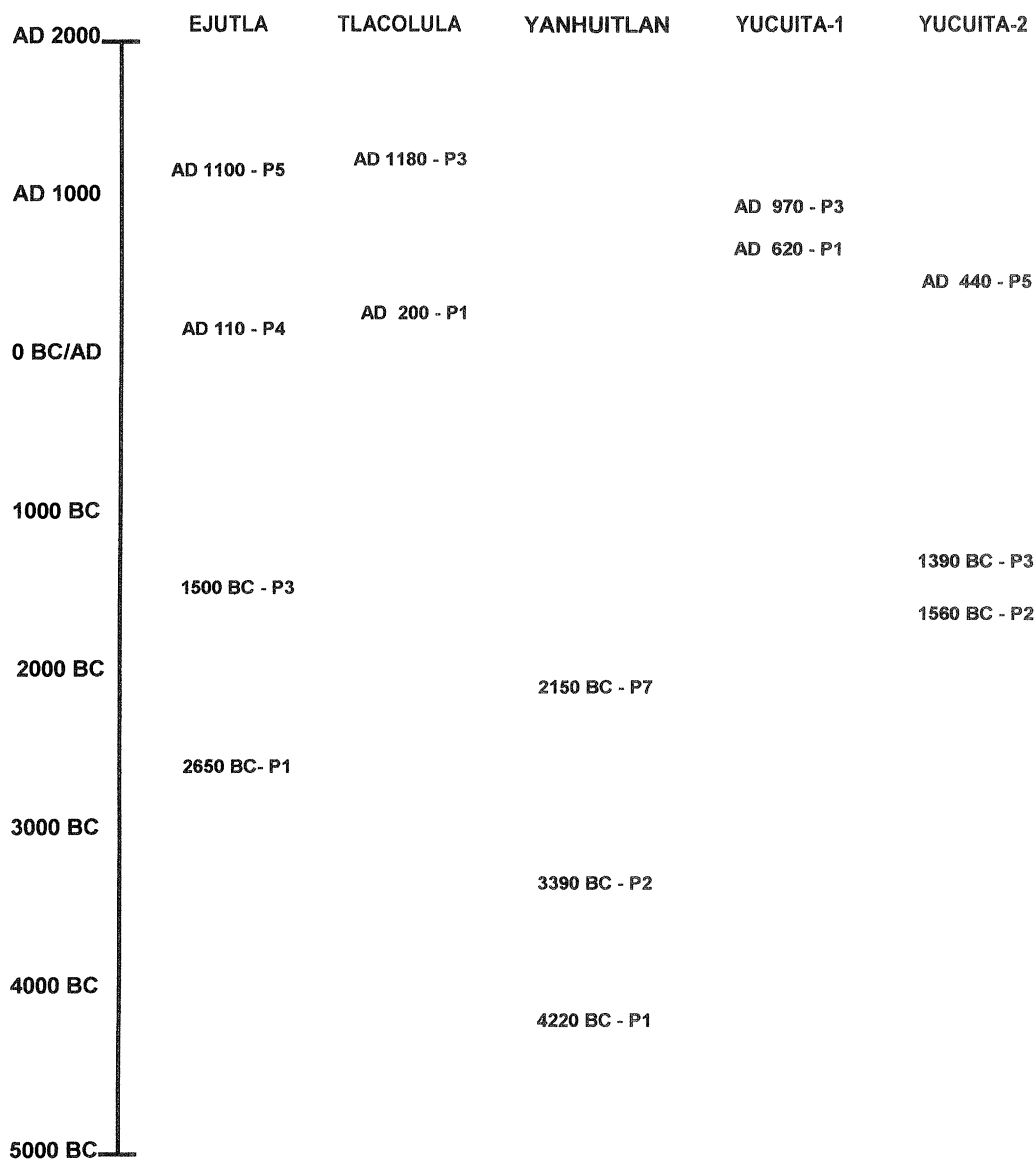 EJUTLA TLACOLULA YANHUITLAN YUCUITA-1 YUCUITA-2
AD 2000
AD 1180 - P3
AD 1100 - P5
AD 1000
AD 970 - P3
AD 620 - P1
AD 440 - P5
AD 200 - P1
AD 110 - P4
0 BC/AD
1000 BC
1390 BC - P3
1500 BC - P3
1560 BC - P2
2000 BC
2150 BC - P7
2650 BC- P1
3000 BC
3390 BC - P2
4000 BC
4220 BC - P1
5000 BC